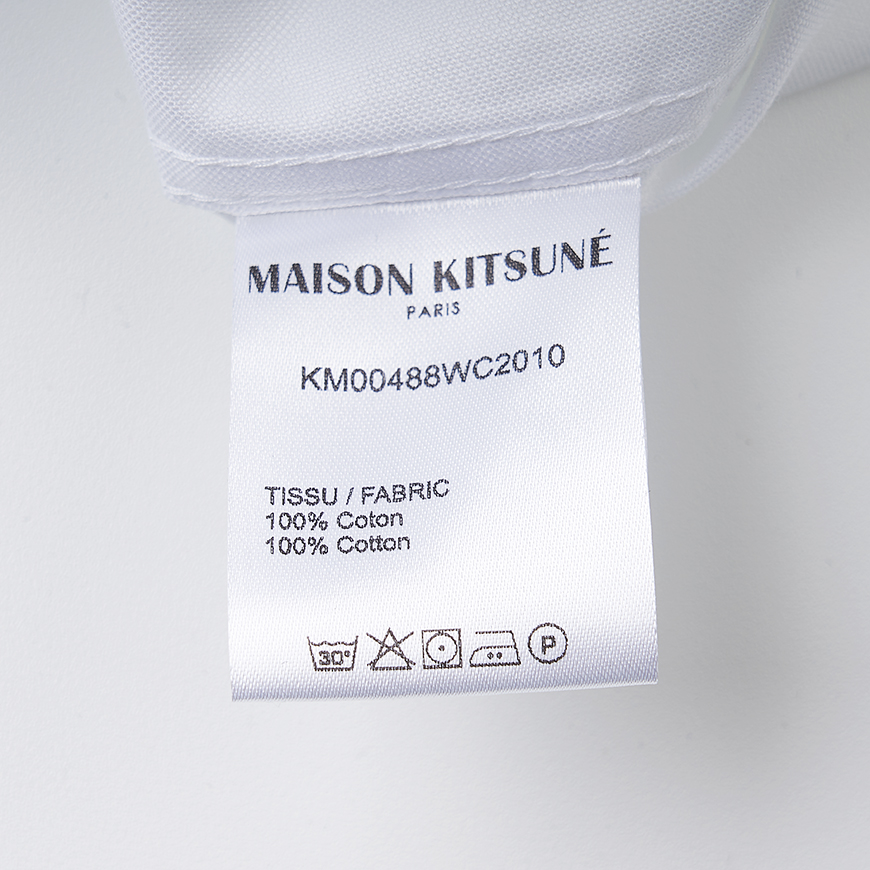 MAISON KITSUNÉ
PARIS
KM00488WC2010
TISSU / FABRIC
100% Coton
100% Cotton
30° P